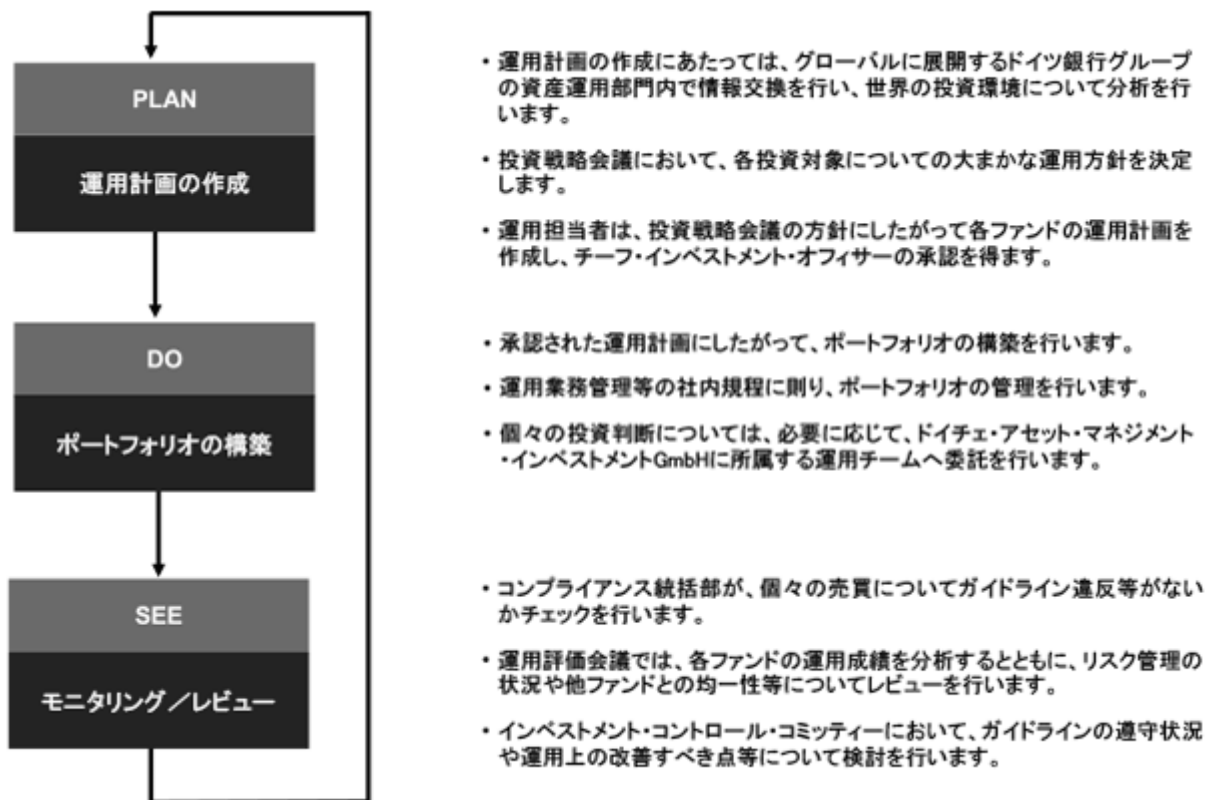 PLAN
運用計画の作成
・運用計画の作成にあたっては、グローバルに展開するドイツ銀行グループ
の資産運用部門内で情報交換を行い、世界の投資環境について分析を行
います。
・投資戦略会議において、各投資対象についての大まかな運用方針を決定
します。
・運用担当者は、投資戦略会議の方針にしたがって各ファンドの運用計画を
作成し、チーフ・インベストメント・オフィサーの承認を得ます。
DO
ポートフォリオの構築
・承認された運用計画にしたがって、ポートフォリオの構築を行います。
・運用業務管理等の社内規程に則り、ポートフォリオの管理を行います。
・個々の投資判断については、必要に応じて、ドイチェ・アセット・マネジメント
・インベストメントGmbHに所属する運用チームへ委託を行います。
SEE
モニタリング／レビュー
・コンプライアンス統括部が、個々の売買についてガイドライン違反等がない
かチェックを行います。
・運用評価会議では、各ファンドの運用成績を分析するとともに、リスク管理の
状況や他ファンドとの均一性等についてレビューを行います。
・インベストメント・コントロール・コミッティーにおいて、ガイドラインの遵守状況
や運用上の改善すべき点等について検討を行います。